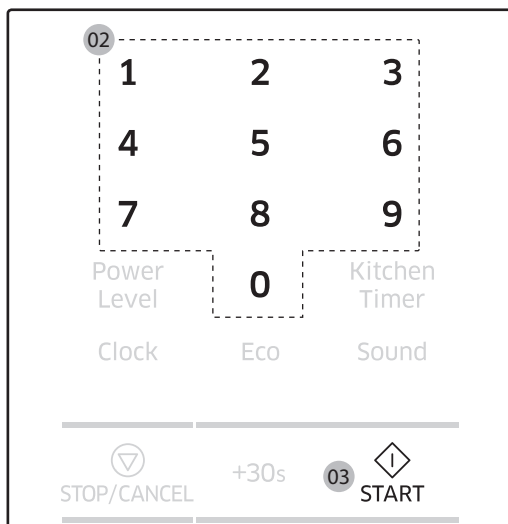 02
1 2 3
4 5 6
7 8 9
Power Level 0 Kitchen Timer
Clock Eco Sound
STOP/CANCEL +30s 03 START